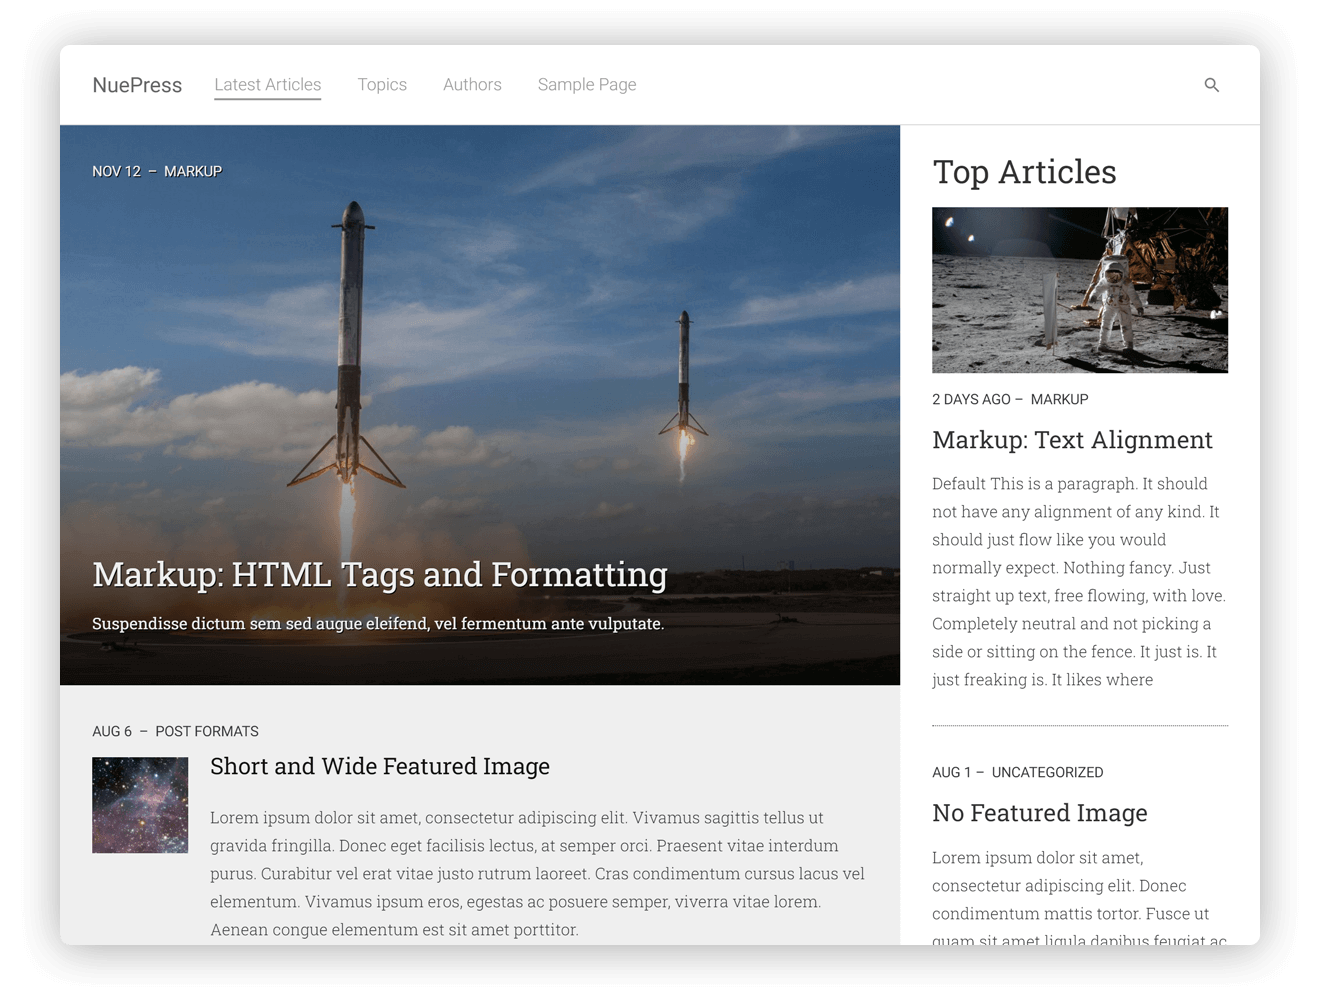 NuePress Latest Articles Topics Authors Sample Page
NOV 12 – MARKUP
Markup: HTML Tags and Formatting
Suspendisse dictum sem sed augue eleifend, vel fermentum ante vulputate.
AUG 6 – POST FORMATS
Short and Wide Featured Image
Lorem ipsum dolor sit amet, consectetur adipiscing elit. Vivamus sagittis tellus ut
gravida fringilla. Donec eget facilisis lectus, at semper orci. Praesent vitae interdum
purus. Curabitur vel erat vitae justo rutrum laoreet. Cras condimentum cursus lacus vel
elementum. Vivamus ipsum eros, egestas ac posuere semper, viverra vitae lorem.
Aenean congue elementum est sit amet porttitor.
Top Articles
2 DAYS AGO – MARKUP
Markup: Text Alignment
Default This is a paragraph. It should
not have any alignment of any kind. It
should just flow like you would
normally expect. Nothing fancy. Just
straight up text, free flowing, with love.
Completely neutral and not picking a
side or sitting on the fence. It just is. It
just freaking is. It likes where
AUG 1 – UNCATEGORIZED
No Featured Image
Lorem ipsum dolor sit amet,
consectetur adipiscing elit. Donec
condimentum mattis tortor. Fusce ut
quam sit amet ligula dapibus feugiat ac